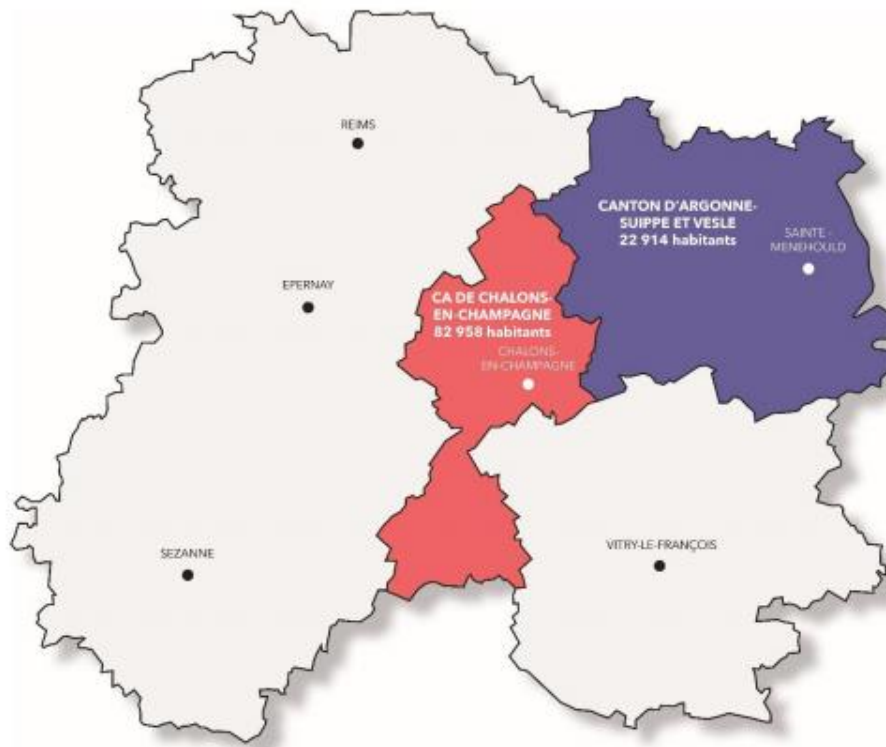 REIMS
CANTON D'ARGONNE-
SUIPPE ET VESLE
22 914 habitants
SAINTE -
MENEHOULD
EPERNAY
CA DE CHALONS-
EN-CHAMPAGNE
82 958 habitants
CHALONS-
EN-CHAMPAGNE
SEZANNE
VITRY-LE-FRANÇOIS